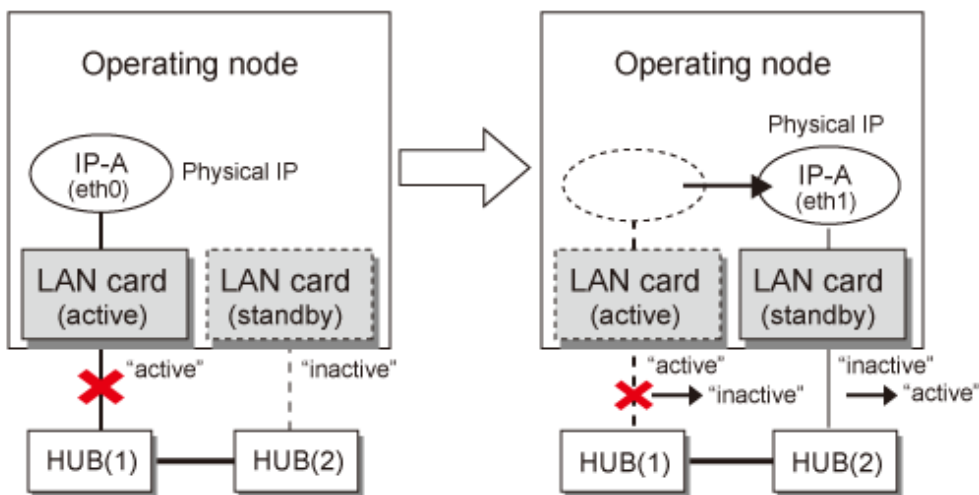 Operating node
IP-A
(eth0)
Physical IP
LAN card
(active)
LAN card
(standby)
“active”
“inactive”
HUB(1)
HUB(2)
Operating node
Physical IP
IP-A
(eth1)
LAN card
(active)
LAN card
(standby)
“active”
“inactive”
“inactive”
“active”
HUB(1)
HUB(2)